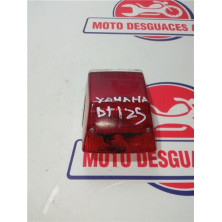 MOTO DESGUACES A
YAMAHA
DT125
MOTO DESGUACES